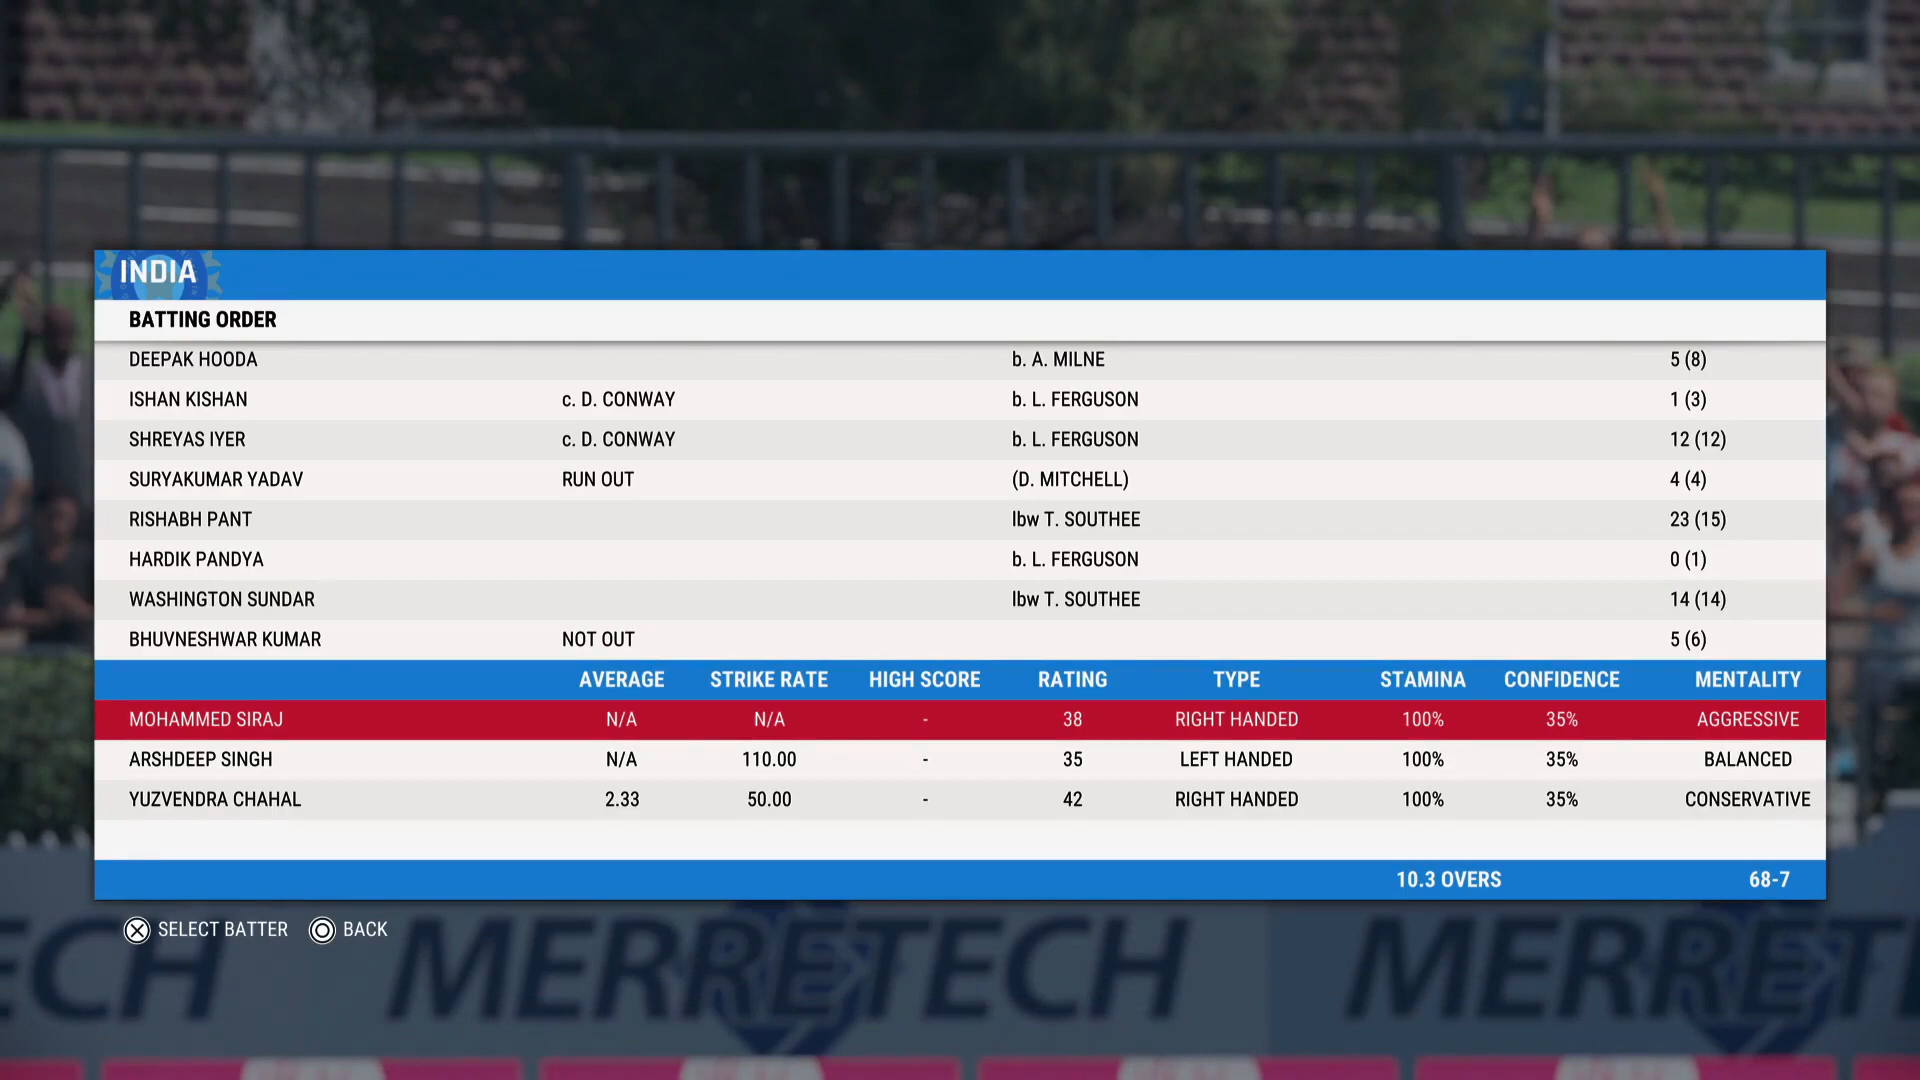 INDIA
BATTING ORDER
DEEPAK HOODA b. A. MILNE 5 (8)
ISHAN KISHAN c. D. CONWAY b. L. FERGUSON 1 (3)
SHREYAS IYER c. D. CONWAY b. L. FERGUSON 12 (12)
SURYAKUMAR YADAV RUN OUT (D. MITCHELL) 4 (4)
RISHABH PANT lbw T. SOUTHEE 23 (15)
HARDIK PANDYA b. L. FERGUSON 0 (1)
WASHINGTON SUNDAR lbw T. SOUTHEE 14 (14)
BHUVNESHWAR KUMAR NOT OUT 5 (6)
AVERAGE STRIKE RATE HIGH SCORE RATING TYPE STAMINA CONFIDENCE MENTALITY
MOHAMMED SIRAJ N/A N/A - 38 RIGHT HANDED 100% 35% AGGRESSIVE
ARSHDEEP SINGH N/A 110.00 - 35 LEFT HANDED 100% 35% BALANCED
YUZVENDRA CHAHAL 2.33 50.00 - 42 RIGHT HANDED 100% 35% CONSERVATIVE
10.3 OVERS 68-7
SELECT BATTER BACK
ECH MERRETECH MERRET